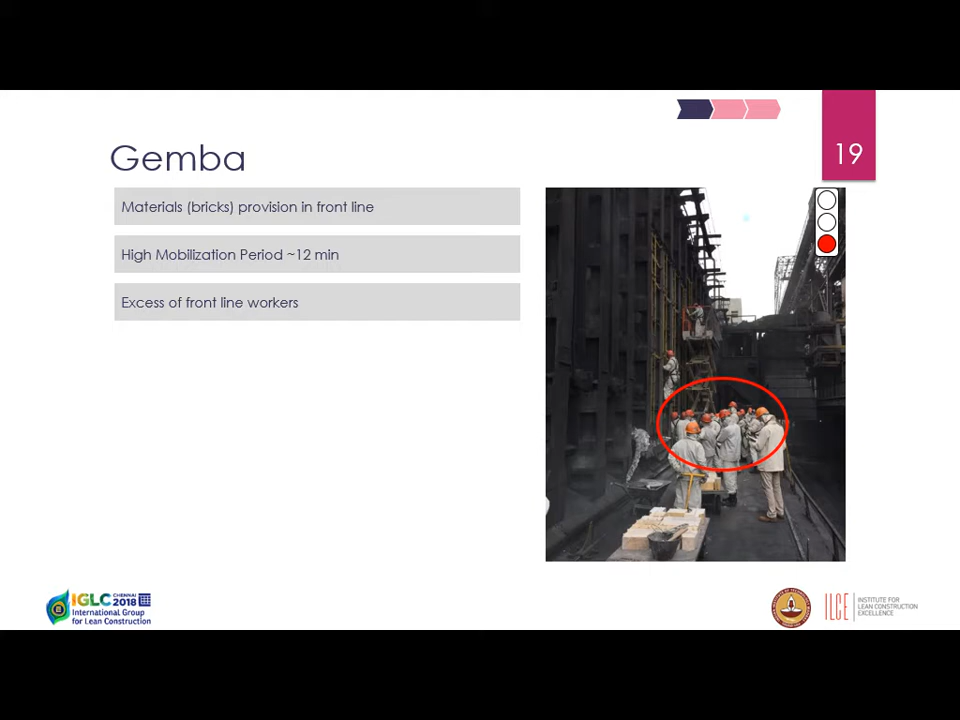 19
Gemba
Materials (bricks) provision in front line
High Mobilization Period ~12 min
Excess of front line workers
IGLC CHENNAI 2018
International Group
for Lean Construction
ILCE
INSTITUTE FOR
LEAN CONSTRUCTION
EXCELLENCE